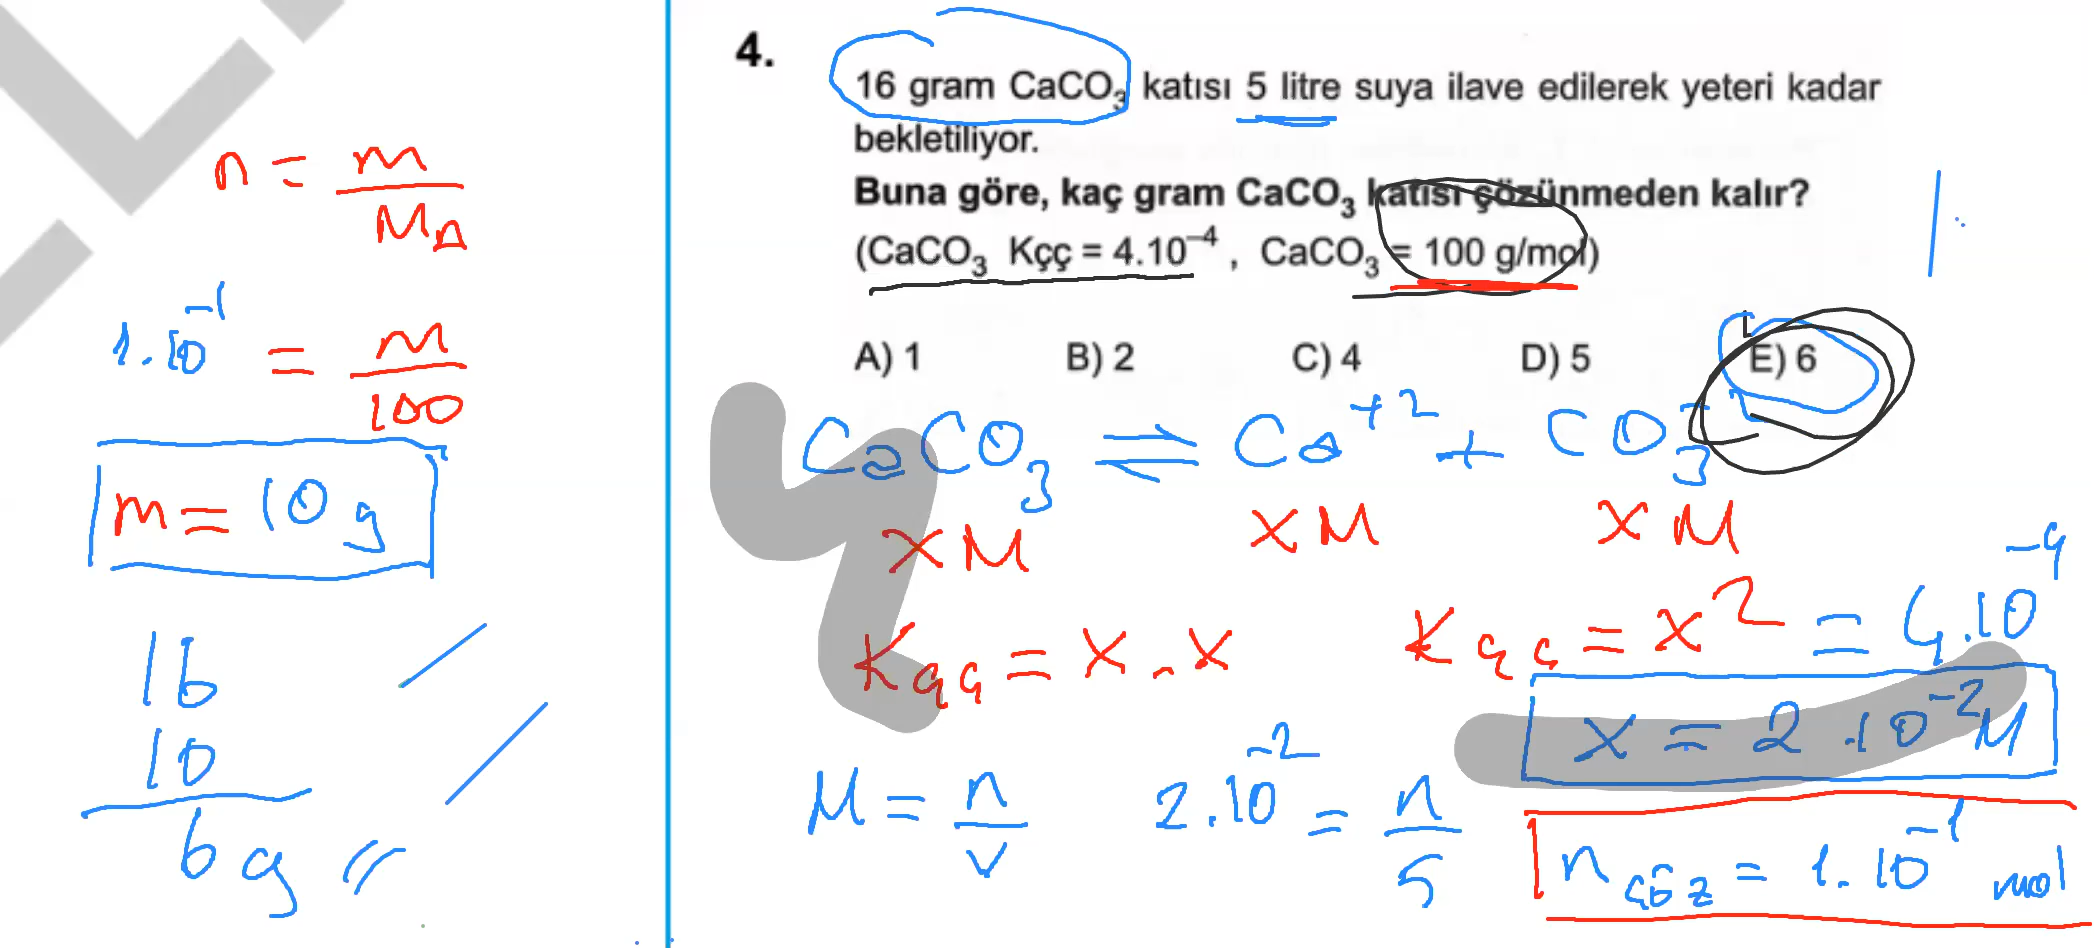 4.
16 gram CaCO₃ katısı 5 litre suya ilave edilerek yeteri kadar
bekletiliyor.
Buna göre, kaç gram CaCO₃ katısı çözünmeden kalır?
(CaCO₃ Kçç = 4.10⁻⁴ , CaCO₃ = 100 g/mol)
A) 1 B) 2 C) 4 D) 5 E) 6
CaCO₃ ⇌ Ca⁺² + CO₃⁻²
XM XM XM
Kçç = X . X
Kçç = X² = 4.10⁻⁴
X = 2.10⁻² M
M = n/v
2.10⁻² = n/5
n çöz = 1.10⁻¹ mol
n = m/MA
1.10⁻¹ = m/100
m = 10 g
16
10
6 g